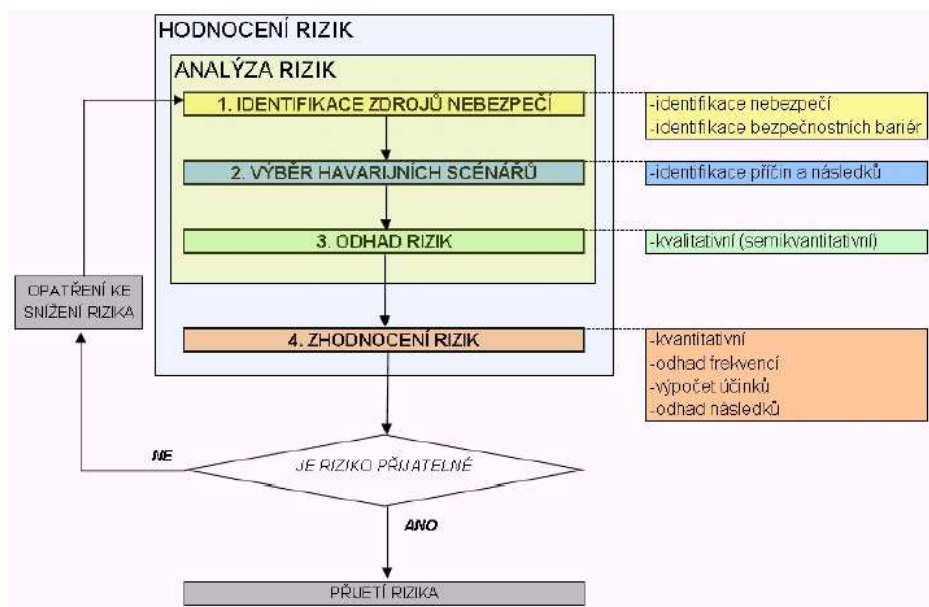 HODNOCENÍ RIZIK
ANALÝZA RIZIK
1. IDENTIFIKACE ZDROJŮ NEBEZPEČÍ
-identifikace nebezpečí
-identifikace bezpečnostních bariér
2. VÝBĚR HAVARIJNÍCH SCÉNÁŘŮ
-identifikace příčin a následků
3. ODHAD RIZIK
-kvalitativní (semikvantitativní)
OPATŘENÍ KE
SNÍŽENÍ RIZIKA
4. ZHODNOCENÍ RIZIK
-kvantitativní
-odhad frekvencí
-výpočet účinků
-odhad následků
NE
JE RIZIKO PŘIJATELNÉ
ANO
PŘIJETÍ RIZIKA